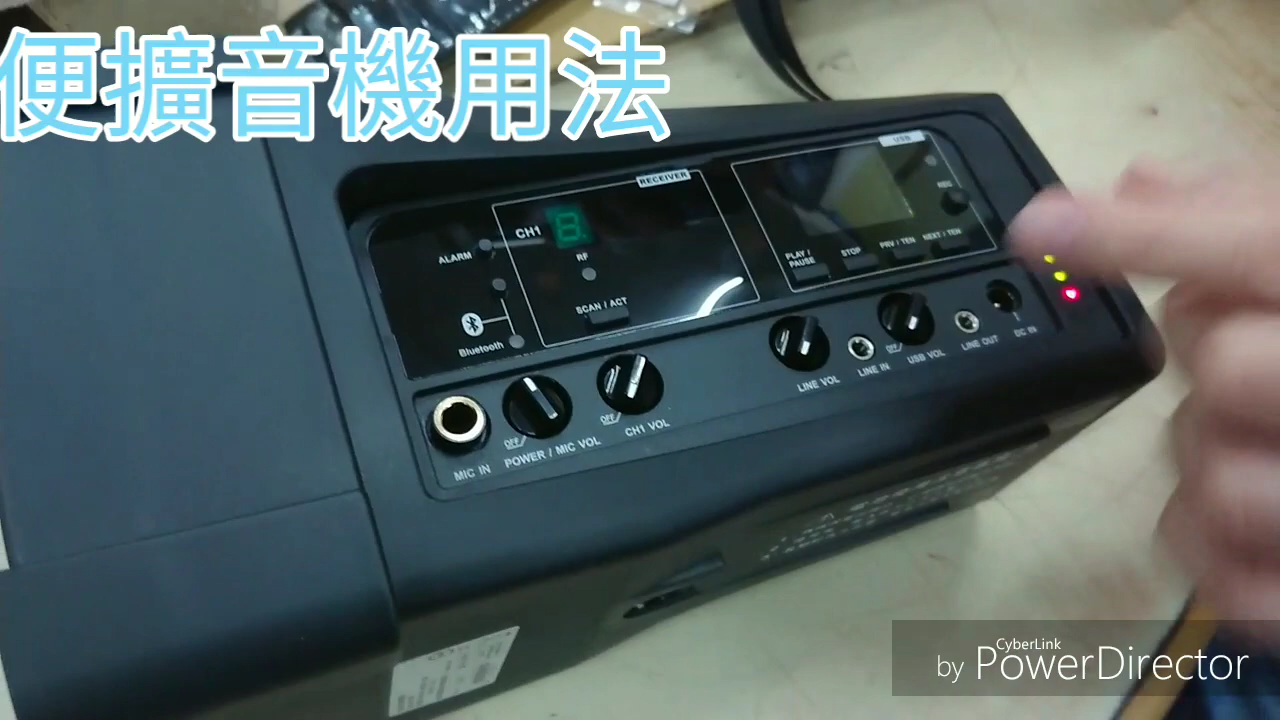 便擴音機用法
USB
RECEIVER
REC
CH1
8
ALARM
RF
PLAY / PAUSE
STOP
PRV / TEN
NEXT / TEN
SCAN / ACT
Bluetooth
DC IN
LINE OUT
OFF
USB VOL
LINE IN
LINE VOL
OFF
CH1 VOL
OFF
POWER / MIC VOL
MIC IN
by CyberLink PowerDirector